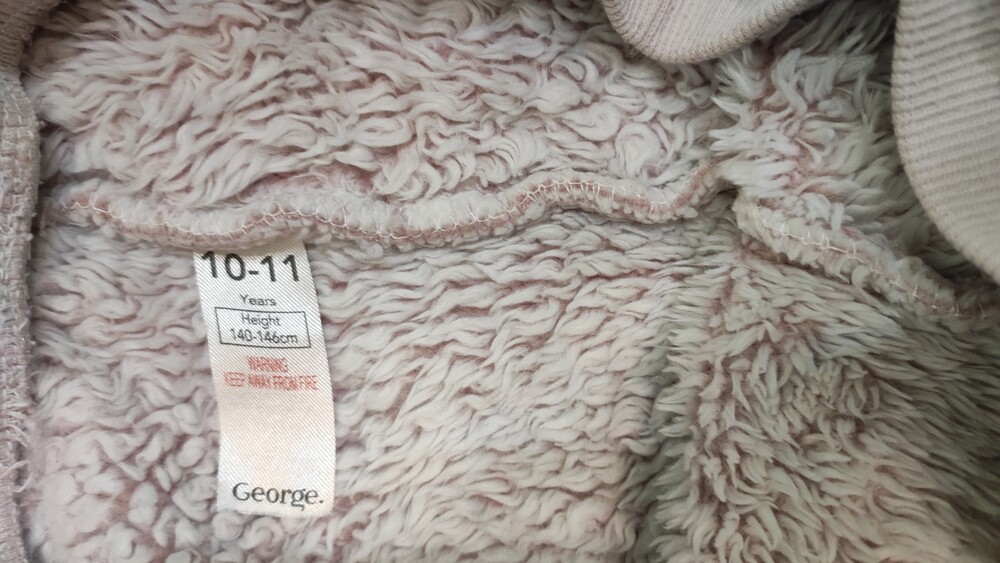 10-11
Years
Height
140-146cm
WARNING
KEEP AWAY FROM FIRE
George.